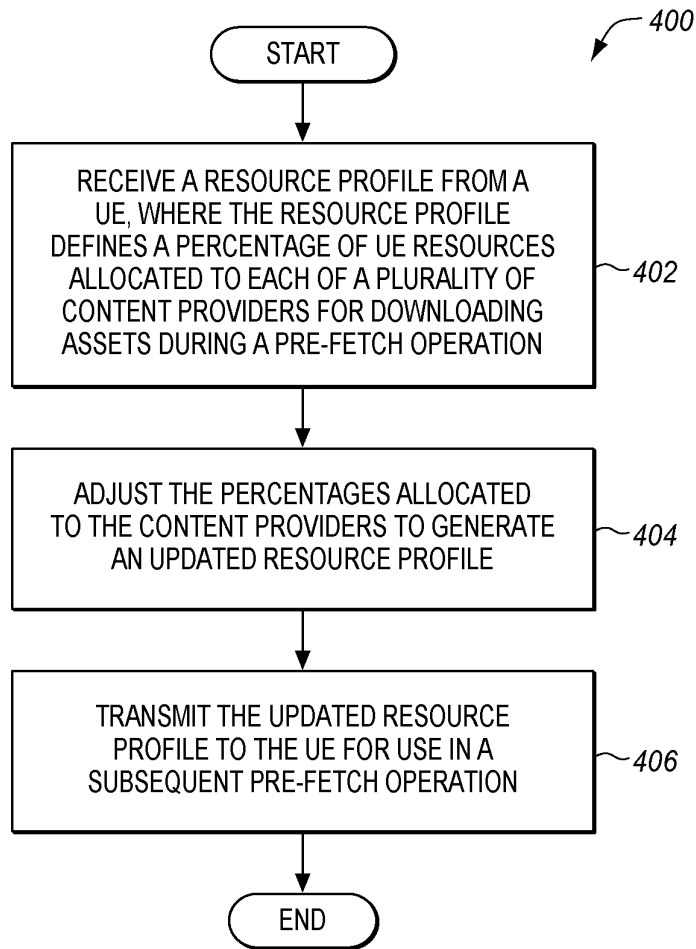 400
START
RECEIVE A RESOURCE PROFILE FROM A
UE, WHERE THE RESOURCE PROFILE
DEFINES A PERCENTAGE OF UE RESOURCES
ALLOCATED TO EACH OF A PLURALITY OF
CONTENT PROVIDERS FOR DOWNLOADING
ASSETS DURING A PRE-FETCH OPERATION
402
ADJUST THE PERCENTAGES ALLOCATED
TO THE CONTENT PROVIDERS TO GENERATE
AN UPDATED RESOURCE PROFILE
404
TRANSMIT THE UPDATED RESOURCE
PROFILE TO THE UE FOR USE IN A
SUBSEQUENT PRE-FETCH OPERATION
406
END